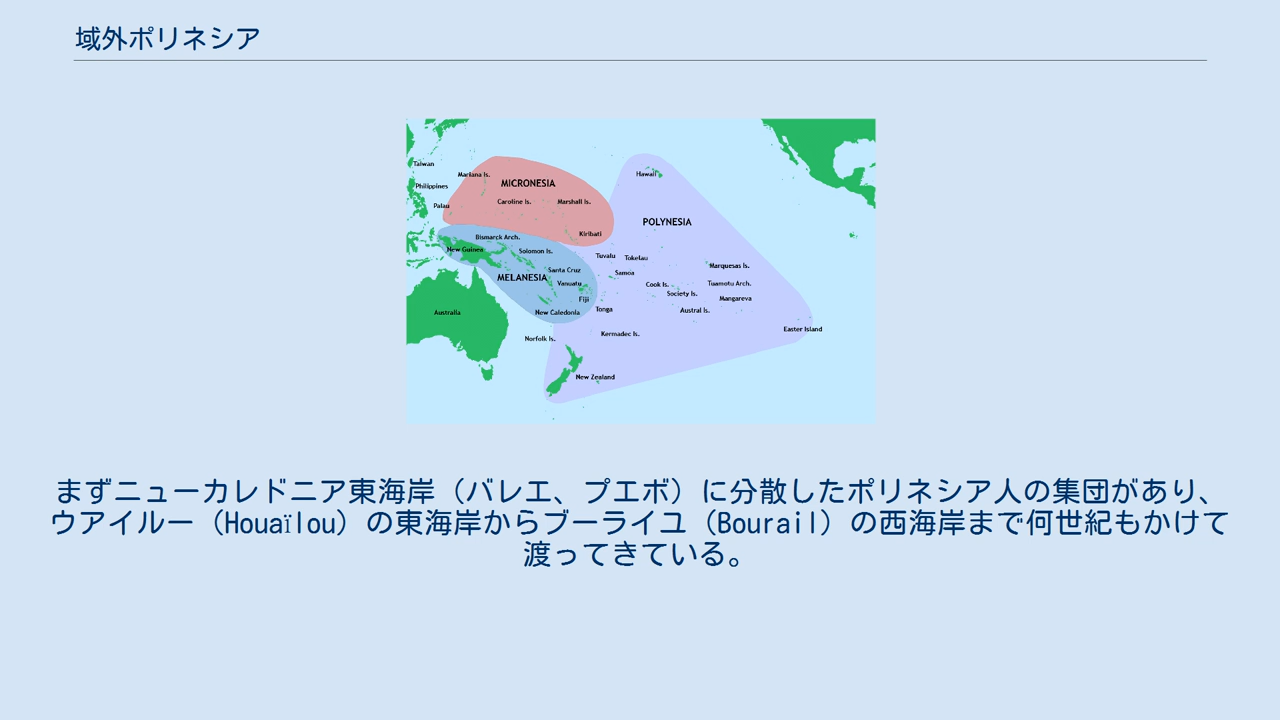 域外ポリネシア
Taiwan
Philippines
Palau
Mariana Is.
MICRONESIA
Caroline Is.
Marshall Is.
Kiribati
Hawaii
POLYNESIA
Bismarck Arch.
New Guinea
Solomon Is.
MELANESIA
Santa Cruz
Vanuatu
Fiji
New Caledonia
Tuvalu
Tokelau
Samoa
Tonga
Cook Is.
Society Is.
Austral Is.
Marquesas Is.
Tuamotu Arch.
Mangareva
Easter Island
Australia
Norfolk Is.
Kermadec Is.
New Zealand
まずニューカレドニア東海岸（バレエ、プエボ）に分散したポリネシア人の集団があり、
ウアイルー（Houaïlou）の東海岸からブーライユ（Bourail）の西海岸まで何世紀もかけて
渡ってきている。